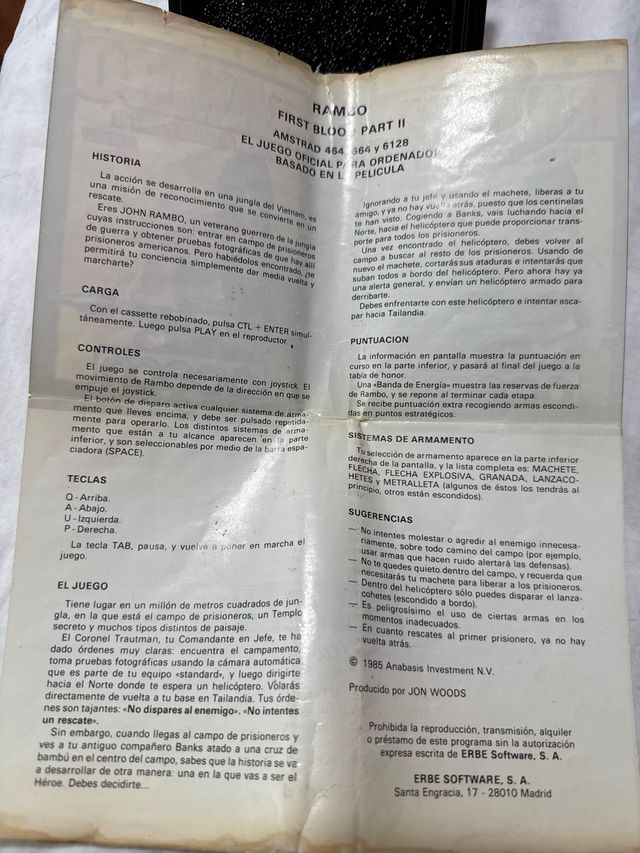 RAMBO
FIRST BLOOD PART II
AMSTRAD 464, 664 y 6128
EL JUEGO OFICIAL PARA ORDENADOR
BASADO EN LA PELICULA
HISTORIA
La acción se desarrolla en una jungla del Vietnam, es
una misión de reconocimiento que se convierte en un
rescate.
Eres JOHN RAMBO, un veterano guerrero de la jungla
cuyas instrucciones son: entrar en campo de prisioneros
de guerra y obtener pruebas fotográficas de que hay allí
prisioneros americanos. Pero habiéndolos encontrado, ¿te
permitirá tu conciencia simplemente dar media vuelta y
marcharte?
CARGA
Con el cassette rebobinado, pulsa CTL + ENTER simul-
táneamente. Luego pulsa PLAY en el reproductor.
CONTROLES
El juego se controla necesariamente con joystick. El
movimiento de Rambo depende de la dirección en que se
empuje el joystick.
El botón de disparo activa cualquier sistema de arma-
mento que lleves encima, y debe ser pulsado repetida-
mente para operarlo. Los distintos sistemas de arma-
mento que están a tu alcance aparecen en la parte
inferior, y son seleccionables por medio de la barra espa-
ciadora (SPACE).
TECLAS
Q - Arriba.
A - Abajo.
U - Izquierda.
P - Derecha.
La tecla TAB, pausa, y vuelve a poner en marcha el
juego.
EL JUEGO
Tiene lugar en un millón de metros cuadrados de jun-
gla, en la que está el campo de prisioneros, un Templo
secreto y muchos tipos distintos de paisaje.
El Coronel Trautman, tu Comandante en Jefe, te ha
dado órdenes muy claras: encuentra el campamento,
toma pruebas fotográficas usando la cámara automática
que es parte de tu equipo «standard», y luego dirigirte
hacia el Norte donde te espera un helicóptero. Volarás
directamente de vuelta a tu base en Tailandia. Tus órde-
nes son tajantes: «No dispares al enemigo». «No intentes
un rescate».
Sin embargo, cuando llegas al campo de prisioneros y
ves a tu antiguo compañero Banks atado a una cruz de
bambú en el centro del campo, sabes que la historia se va
a desarrollar de otra manera: una en la que vas a ser el
Héroe. Debes decidirte...
Ignorando a tu jefe y usando el machete, liberas a tu
amigo, y ya no hay vuelta atrás, puesto que los centinelas
te han visto. Cogiendo a Banks, vais luchando hacia el
Norte, hacia el helicóptero que puede proporcionar trans-
porte para todos los prisioneros.
Una vez encontrado el helicóptero, debes volver al
campo a buscar al resto de los prisioneros. Usando de
nuevo el machete, cortarás sus ataduras e intentarás que
suban todos a bordo del helicóptero. Pero ahora hay ya
una alerta general, y envían un helicóptero armado para
derribarte.
Debes enfrentarte con este helicóptero e intentar esca-
par hacia Tailandia.
PUNTUACION
La información en pantalla muestra la puntuación en
curso en la parte inferior, y pasará al final del juego a la
tabla de honor.
Una «Banda de Energía» muestra las reservas de fuerza
de Rambo, y se repone al terminar cada etapa.
Se recibe puntuación extra recogiendo armas escondi-
das en puntos estratégicos.
SISTEMAS DE ARMAMENTO
Tu selección de armamento aparece en la parte inferior
derecha de la pantalla, y la lista completa es: MACHETE,
FLECHA, FLECHA EXPLOSIVA, GRANADA, LANZACO-
HETES y METRALLETA (algunos de éstos los tendrás al
principio, otros están escondidos).
SUGERENCIAS
— No intentes molestar o agredir al enemigo inneces-
riamente, sobre todo camino del campo (por ejemplo,
usar armas que hacen ruido alertará las defensas).
— No te quedes quieto dentro del campo, y recuerda que
necesitarás tu machete para liberar a los prisioneros.
— Dentro del helicóptero sólo puedes disparar el lanza-
cohetes (escondido a bordo).
— Es peligrosísimo el uso de ciertas armas en los
momentos inadecuados.
— En cuanto rescates al primer prisionero, ya no hay
vuelta atrás.
© 1985 Anabasis Investment N.V.
Producido por JON WOODS
Prohibida la reproducción, transmisión, alquiler
o préstamo de este programa sin la autorización
expresa escrita de ERBE Software, S. A.
ERBE SOFTWARE, S. A.
Santa Engracia, 17 - 28010 Madrid